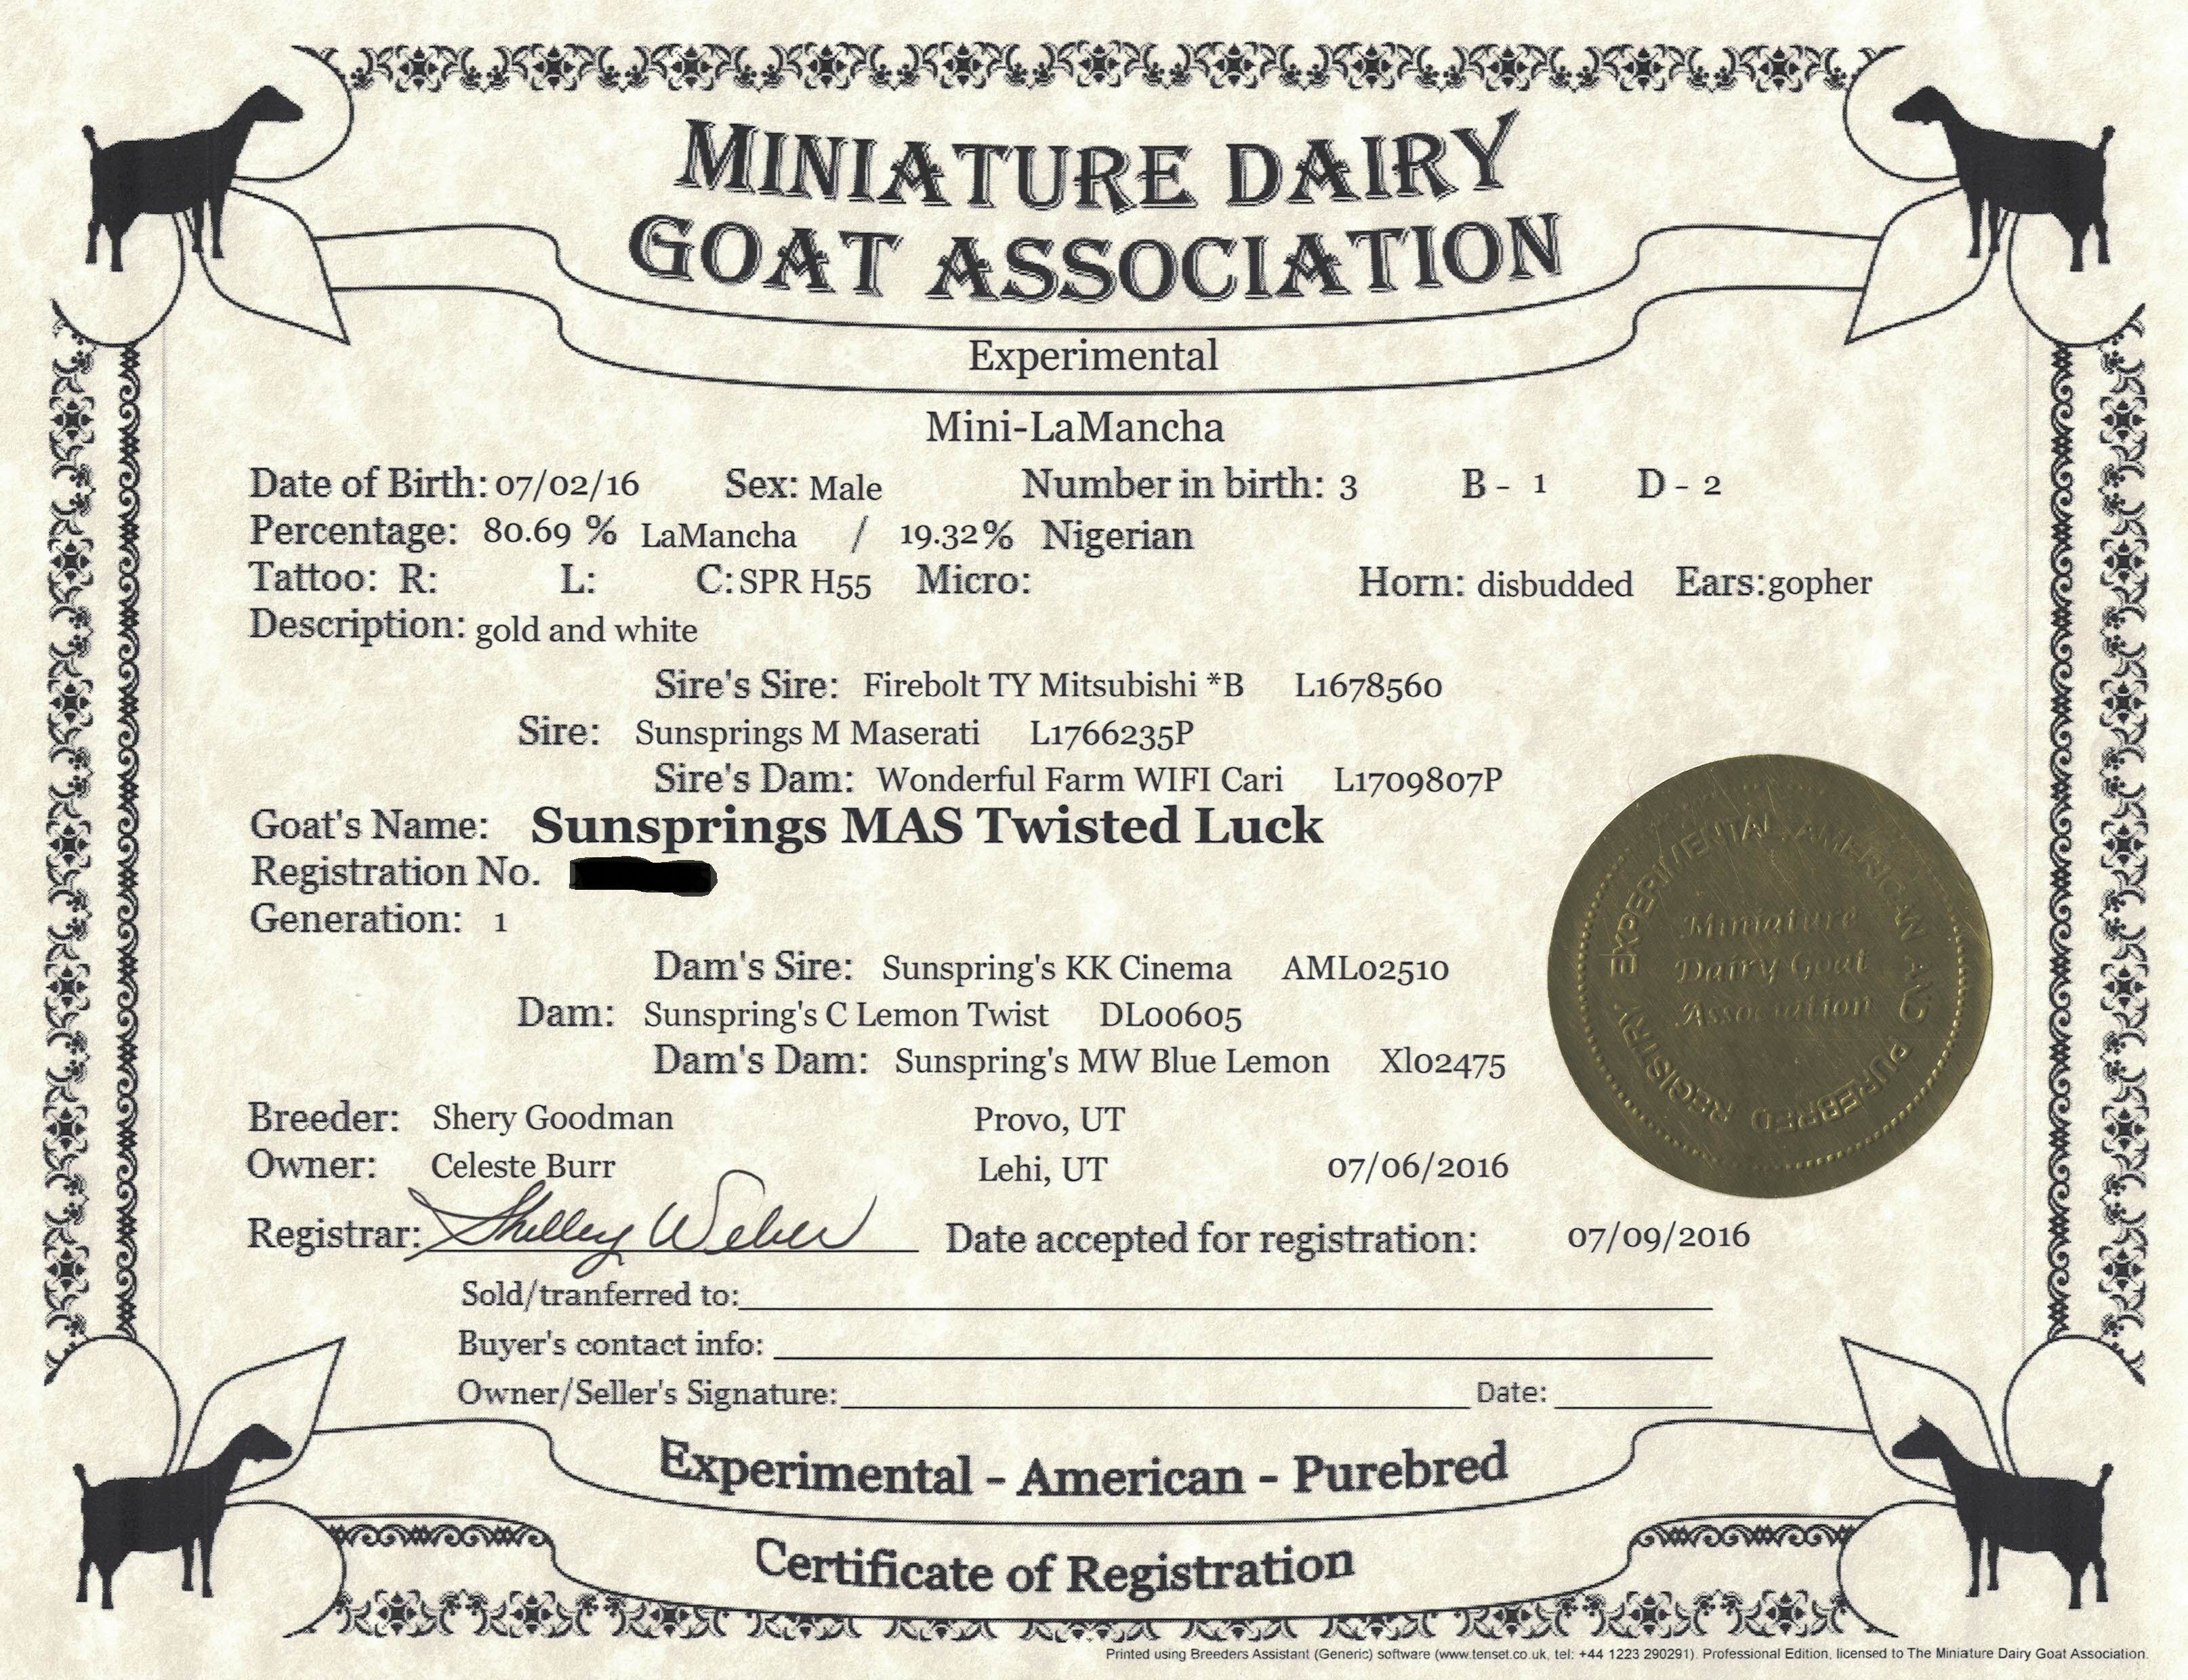 MINIATURE DAIRY
GOAT ASSOCIATION
Experimental
Mini-LaMancha
Date of Birth: 07/02/16 Sex: Male Number in birth: 3 B - 1 D - 2
Percentage: 80.69 % LaMancha / 19.32% Nigerian
Tattoo: R: L: C: SPR H55 Micro: Horn: disbudded Ears: gopher
Description: gold and white
Sire's Sire: Firebolt TY Mitsubishi *B L1678560
Sire: Sunsprings M Maserati L1766235P
Sire's Dam: Wonderful Farm WIFI Cari L1709807P
Goat's Name: Sunsprings MAS Twisted Luck
Registration No.
Generation: 1
Dam's Sire: Sunspring's KK Cinema AML02510
Dam: Sunspring's C Lemon Twist DL00605
Dam's Dam: Sunspring's MW Blue Lemon Xl02475
EXPERIMENTAL AMERICAN AND PUREBRED REGISTRY
Miniature
Dairy Goat
Association
Breeder: Shery Goodman Provo, UT
Owner: Celeste Burr Lehi, UT 07/06/2016
Registrar: Shelley Weber Date accepted for registration: 07/09/2016
Sold/tranferred to:
Buyer's contact info:
Owner/Seller's Signature: Date:
Experimental - American - Purebred
Certificate of Registration
Printed using Breeders Assistant (Generic) software (www.tenset.co.uk, tel: +44 1223 290291). Professional Edition, licensed to The Miniature Dairy Goat Association.